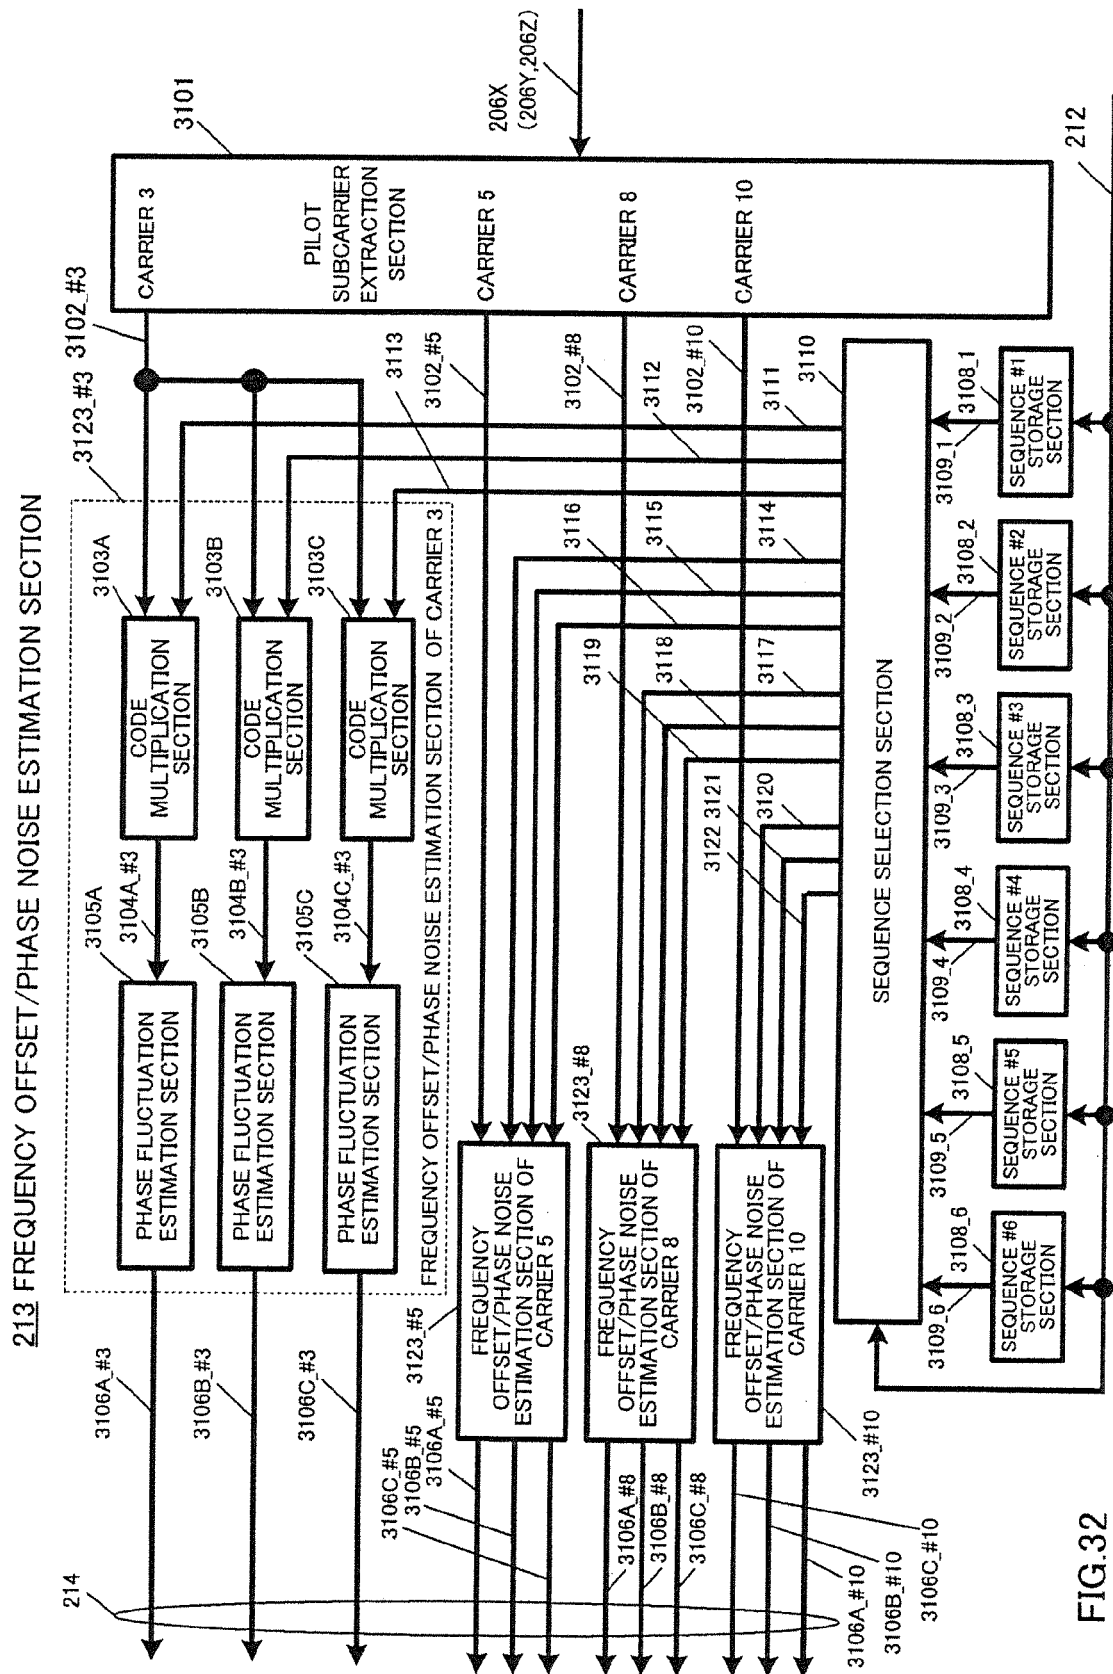 213 FREQUENCY OFFSET/PHASE NOISE ESTIMATION SECTION
3101
206X
(206Y,206Z)
CARRIER 3
PILOT
SUBCARRIER
EXTRACTION
SECTION
CARRIER 5
CARRIER 8
CARRIER 10
3102_#3
3102_#5
3102_#8
3102_#10
3123_#3
3103A
CODE
MULTIPLICATION
SECTION
3103B
CODE
MULTIPLICATION
SECTION
3103C
CODE
MULTIPLICATION
SECTION
3104A_#3
3104B_#3
3104C_#3
3105A
PHASE FLUCTUATION
ESTIMATION SECTION
3105B
PHASE FLUCTUATION
ESTIMATION SECTION
3105C
PHASE FLUCTUATION
ESTIMATION SECTION
FREQUENCY OFFSET/PHASE NOISE ESTIMATION SECTION OF CARRIER 3
3106A_#3
3106B_#3
3106C_#3
3113
3112
3111
3110
3116
3115
3114
3119
3118
3117
3122
3121
3120
3123_#5
FREQUENCY
OFFSET/PHASE NOISE
ESTIMATION SECTION OF
CARRIER 5
3123_#8
FREQUENCY
OFFSET/PHASE NOISE
ESTIMATION SECTION OF
CARRIER 8
3123_#10
FREQUENCY
OFFSET/PHASE NOISE
ESTIMATION SECTION OF
CARRIER 10
3106C_#5
3106B_#5
3106A_#5
3106A_#8
3106B_#8
3106C_#8
3106A_#10
3106B_#10
3106C_#10
214
SEQUENCE SELECTION SECTION
3109_1
3108_1
SEQUENCE #1
STORAGE
SECTION
3109_2
3108_2
SEQUENCE #2
STORAGE
SECTION
3109_3
3108_3
SEQUENCE #3
STORAGE
SECTION
3109_4
3108_4
SEQUENCE #4
STORAGE
SECTION
3109_5
3108_5
SEQUENCE #5
STORAGE
SECTION
3109_6
3108_6
SEQUENCE #6
STORAGE
SECTION
212
FIG.32